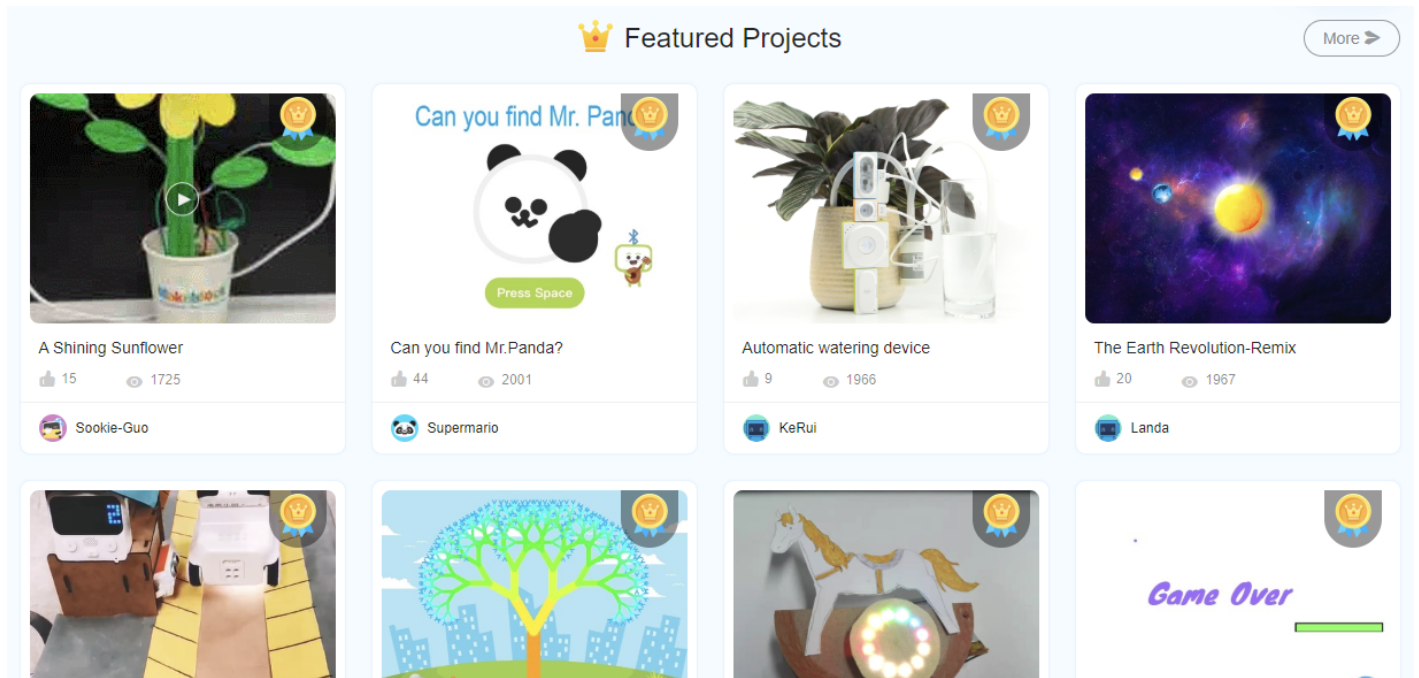 Featured Projects
More
Can you find Mr. Pan
Press Space
A Shining Sunflower
15 1725
Sookie-Guo
Can you find Mr.Panda?
44 2001
Supermario
Automatic watering device
9 1966
KeRui
The Earth Revolution-Remix
20 1967
Landa
2
Game Over